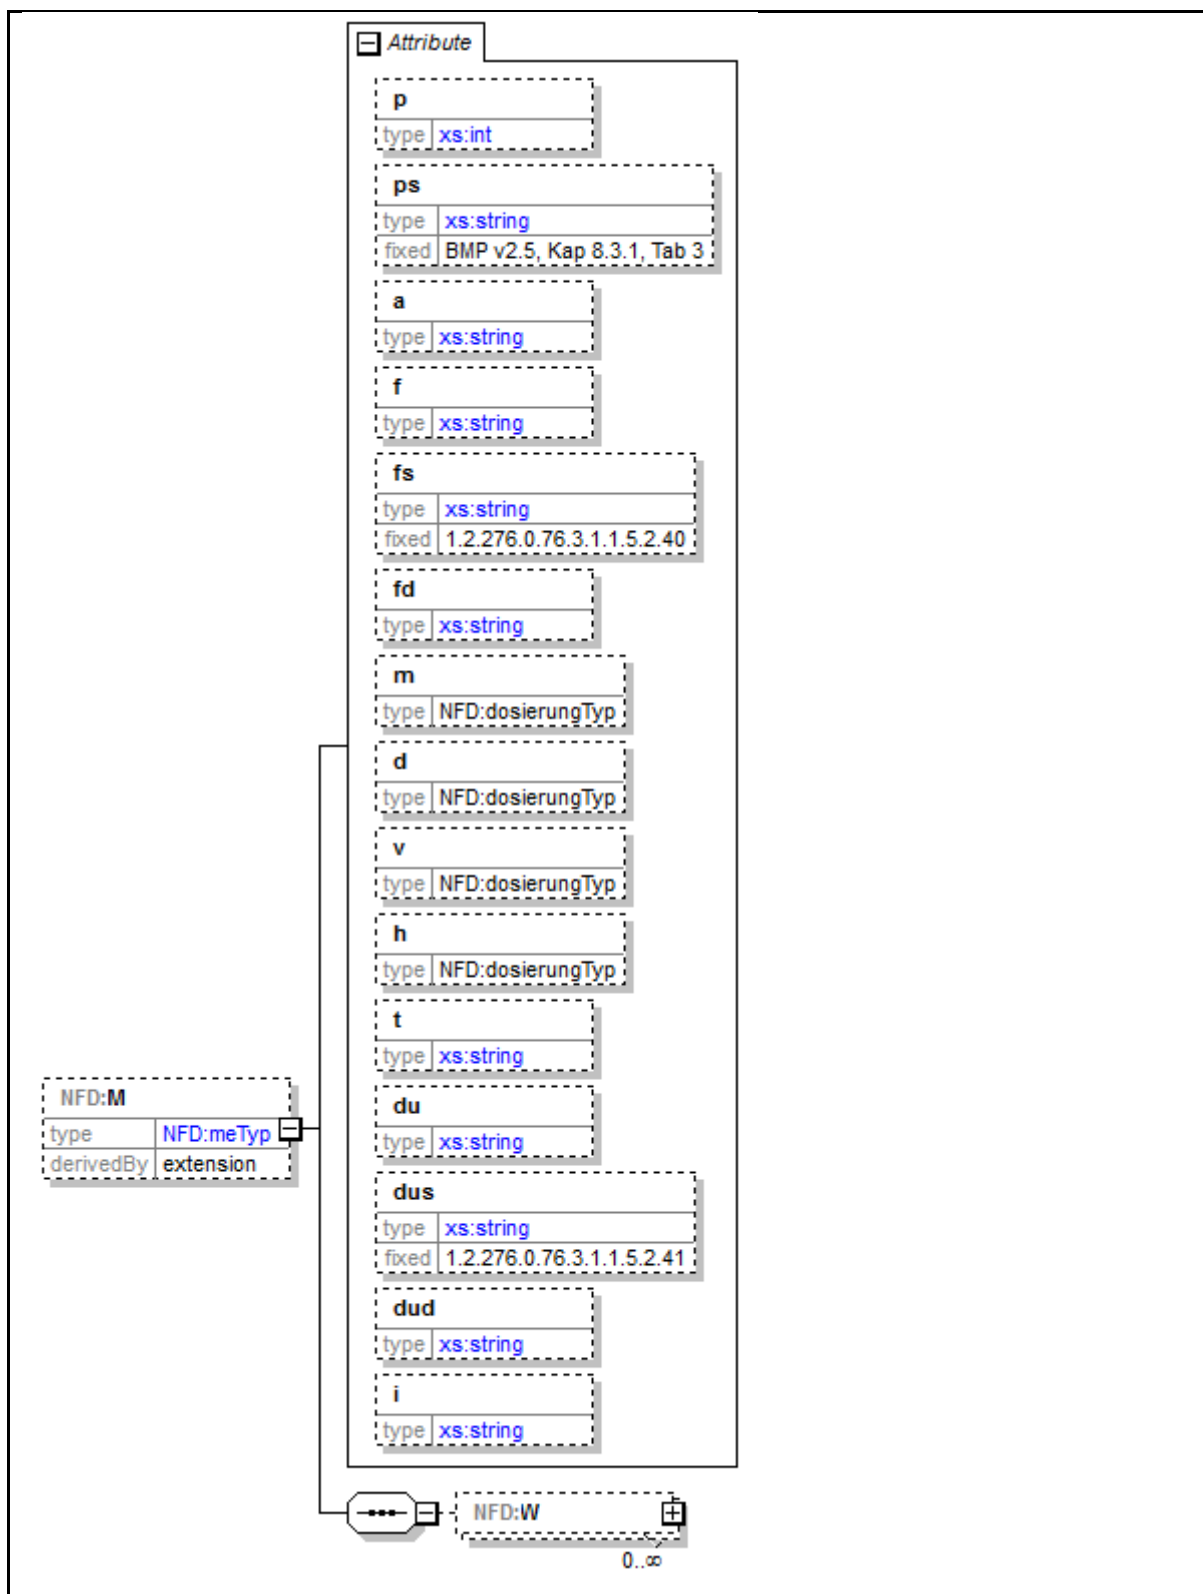 Attribute
p
type xs:int
ps
type xs:string
fixed BMP v2.5, Kap 8.3.1, Tab 3
a
type xs:string
f
type xs:string
fs
type xs:string
fixed 1.2.276.0.76.3.1.1.5.2.40
fd
type xs:string
m
type NFD:dosierungTyp
d
type NFD:dosierungTyp
v
type NFD:dosierungTyp
h
type NFD:dosierungTyp
t
type xs:string
du
type xs:string
dus
type xs:string
fixed 1.2.276.0.76.3.1.1.5.2.41
dud
type xs:string
i
type xs:string
NFD:M
type NFD:meTyp
derivedBy extension
NFD:W
0..∞